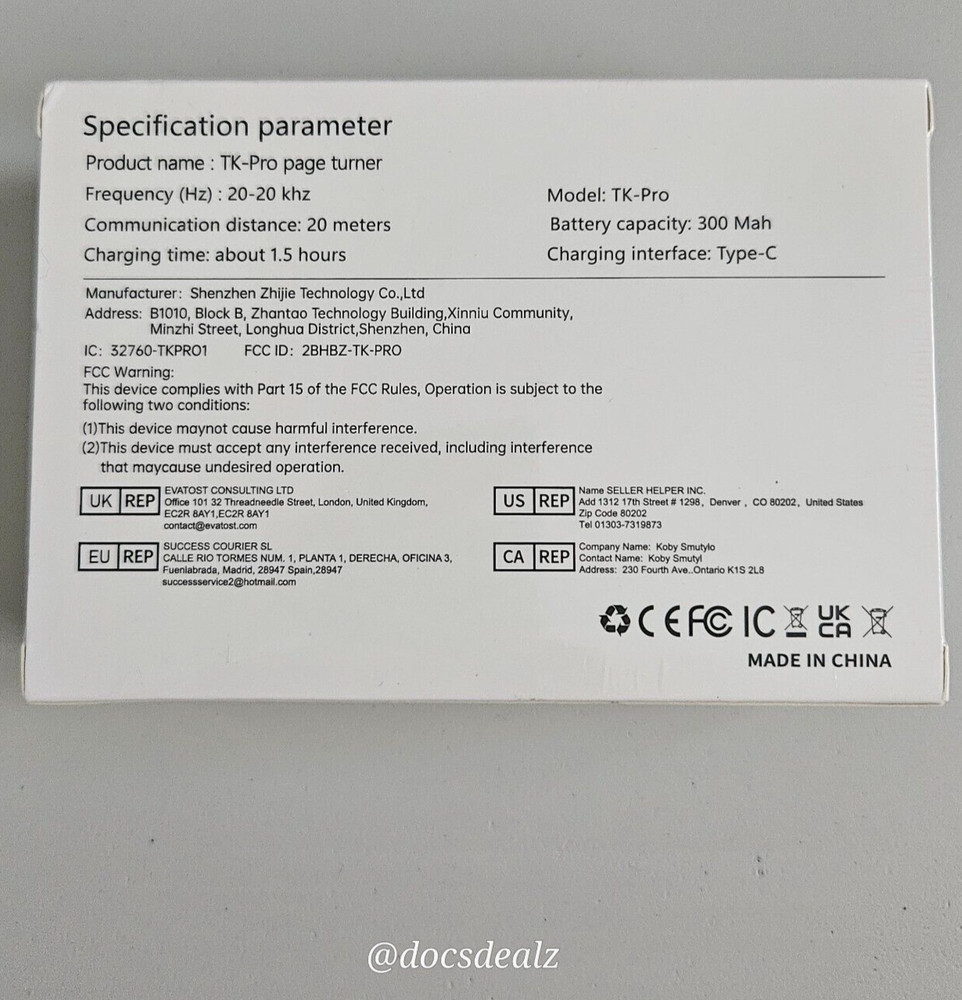 Specification parameter
Product name : TK-Pro page turner
Frequency (Hz) : 20-20 khz
Model: TK-Pro
Communication distance: 20 meters
Battery capacity: 300 Mah
Charging time: about 1.5 hours
Charging interface: Type-C
Manufacturer: Shenzhen Zhijie Technology Co.,Ltd
Address: B1010, Block B, Zhantao Technology Building,Xinniu Community,
Minzhi Street, Longhua District,Shenzhen, China
IC: 32760-TKPRO1 FCC ID: 2BHBZ-TK-PRO
FCC Warning:
This device complies with Part 15 of the FCC Rules, Operation is subject to the
following two conditions:
(1)This device maynot cause harmful interference.
(2)This device must accept any interference received, including interference
that maycause undesired operation.
UK REP
EVATOST CONSULTING LTD
Office 101 32 Threadneedle Street, London, United Kingdom,
EC2R 8AY1,EC2R 8AY1
contact@evatost.com
US REP
Name SELLER HELPER INC.
Add 1312 17th Street # 1298, Denver , CO 80202, United States
Zip Code 80202
Tel 01303-7319873
EU REP
SUCCESS COURIER SL
CALLE RIO TORMES NUM. 1, PLANTA 1, DERECHA, OFICINA 3,
Fuenlabrada, Madrid, 28947 Spain,28947
successservice2@hotmail.com
CA REP
Company Name: Koby Smutylo
Contact Name: Koby Smutyl
Address: 230 Fourth Ave..Ontario K1S 2L8
CE FC IC UK CA
MADE IN CHINA
@docsdealz